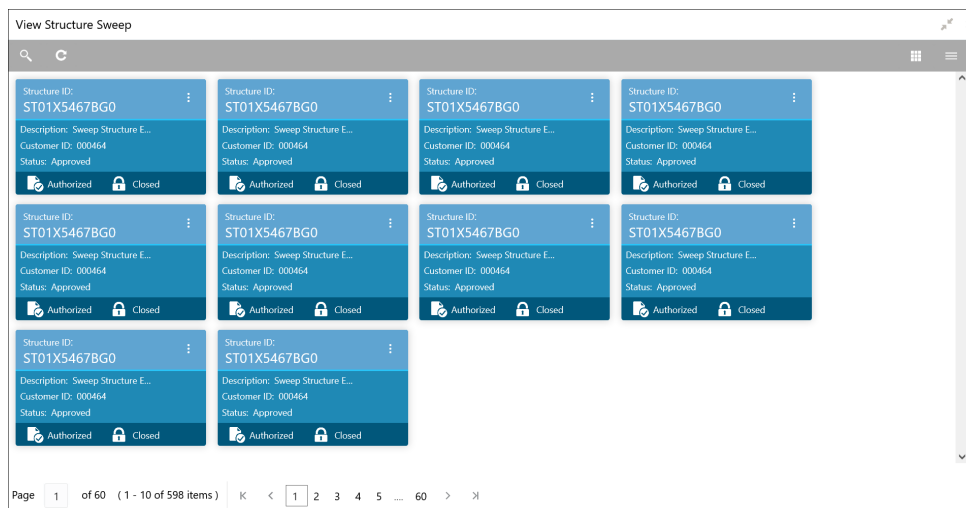 View Structure Sweep
Structure ID:
ST01X5467BG0
Description: Sweep Structure E...
Customer ID: 000464
Status: Approved
Authorized Closed
Structure ID:
ST01X5467BG0
Description: Sweep Structure E...
Customer ID: 000464
Status: Approved
Authorized Closed
Structure ID:
ST01X5467BG0
Description: Sweep Structure E...
Customer ID: 000464
Status: Approved
Authorized Closed
Structure ID:
ST01X5467BG0
Description: Sweep Structure E...
Customer ID: 000464
Status: Approved
Authorized Closed
Structure ID:
ST01X5467BG0
Description: Sweep Structure E...
Customer ID: 000464
Status: Approved
Authorized Closed
Structure ID:
ST01X5467BG0
Description: Sweep Structure E...
Customer ID: 000464
Status: Approved
Authorized Closed
Structure ID:
ST01X5467BG0
Description: Sweep Structure E...
Customer ID: 000464
Status: Approved
Authorized Closed
Structure ID:
ST01X5467BG0
Description: Sweep Structure E...
Customer ID: 000464
Status: Approved
Authorized Closed
Structure ID:
ST01X5467BG0
Description: Sweep Structure E...
Customer ID: 000464
Status: Approved
Authorized Closed
Structure ID:
ST01X5467BG0
Description: Sweep Structure E...
Customer ID: 000464
Status: Approved
Authorized Closed
Page 1 of 60 ( 1 - 10 of 598 items ) 1 2 3 4 5 .... 60